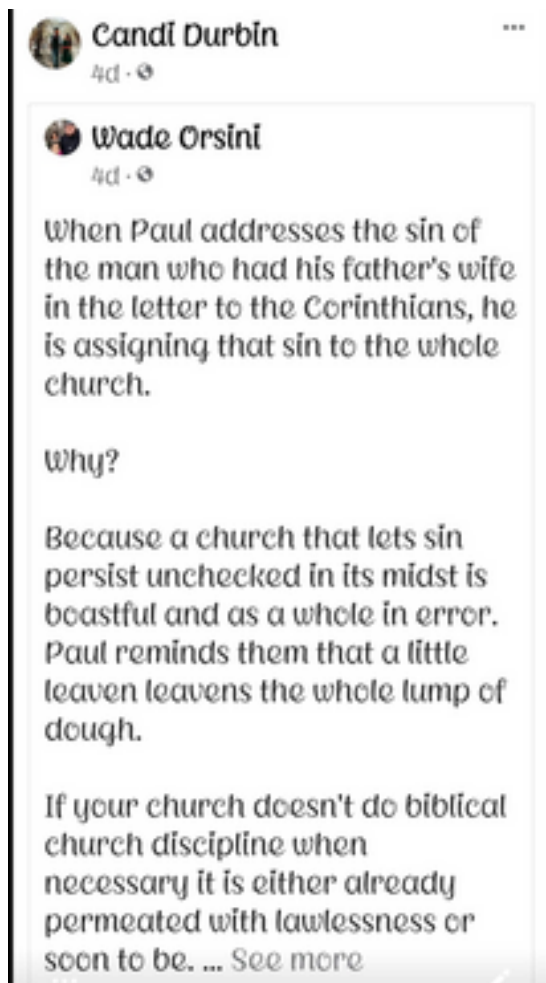 Candi Durbin
4d ·
Wade Orsini
4d ·
When Paul addresses the sin of
the man who had his father's wife
in the letter to the Corinthians, he
is assigning that sin to the whole
church.
Why?
Because a church that lets sin
persist unchecked in its midst is
boastful and as a whole in error.
Paul reminds them that a little
leaven leavens the whole lump of
dough.
If your church doesn't do biblical
church discipline when
necessary it is either already
permeated with lawlessness or
soon to be. ... See more